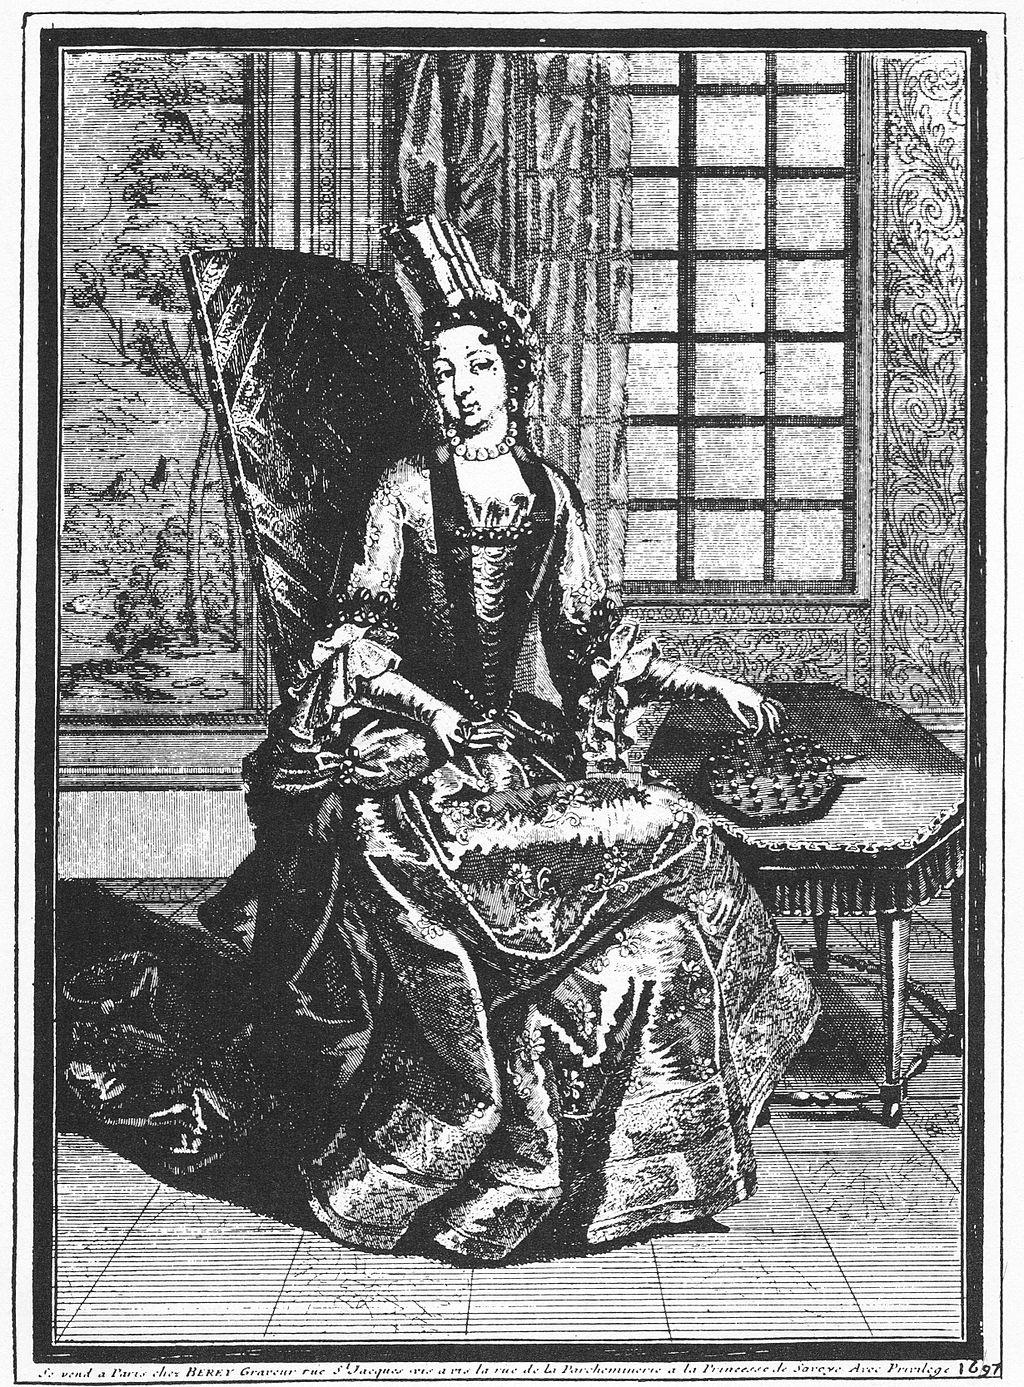 Se vend a Paris chez BEREY Graveur rue S.t Jacques vis a vis la rue de la Parcheminerie a la Princesse de Savoye Avec Privilege 1697